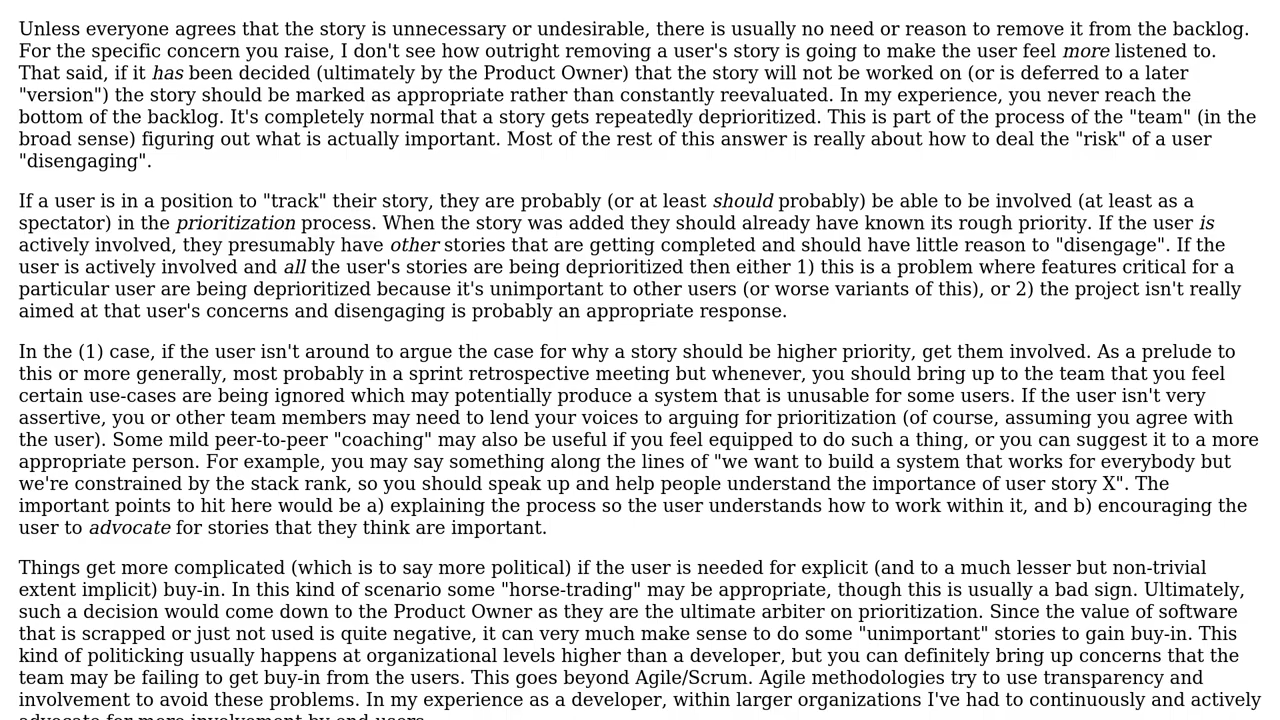 Unless everyone agrees that the story is unnecessary or undesirable, there is usually no need or reason to remove it from the backlog.
For the specific concern you raise, I don't see how outright removing a user's story is going to make the user feel more listened to.
That said, if it has been decided (ultimately by the Product Owner) that the story will not be worked on (or is deferred to a later
"version") the story should be marked as appropriate rather than constantly reevaluated. In my experience, you never reach the
bottom of the backlog. It's completely normal that a story gets repeatedly deprioritized. This is part of the process of the "team" (in the
broad sense) figuring out what is actually important. Most of the rest of this answer is really about how to deal the "risk" of a user
"disengaging".
If a user is in a position to "track" their story, they are probably (or at least should probably) be able to be involved (at least as a
spectator) in the prioritization process. When the story was added they should already have known its rough priority. If the user is
actively involved, they presumably have other stories that are getting completed and should have little reason to "disengage". If the
user is actively involved and all the user's stories are being deprioritized then either 1) this is a problem where features critical for a
particular user are being deprioritized because it's unimportant to other users (or worse variants of this), or 2) the project isn't really
aimed at that user's concerns and disengaging is probably an appropriate response.
In the (1) case, if the user isn't around to argue the case for why a story should be higher priority, get them involved. As a prelude to
this or more generally, most probably in a sprint retrospective meeting but whenever, you should bring up to the team that you feel
certain use-cases are being ignored which may potentially produce a system that is unusable for some users. If the user isn't very
assertive, you or other team members may need to lend your voices to arguing for prioritization (of course, assuming you agree with
the user). Some mild peer-to-peer "coaching" may also be useful if you feel equipped to do such a thing, or you can suggest it to a more
appropriate person. For example, you may say something along the lines of "we want to build a system that works for everybody but
we're constrained by the stack rank, so you should speak up and help people understand the importance of user story X". The
important points to hit here would be a) explaining the process so the user understands how to work within it, and b) encouraging the
user to advocate for stories that they think are important.
Things get more complicated (which is to say more political) if the user is needed for explicit (and to a much lesser but non-trivial
extent implicit) buy-in. In this kind of scenario some "horse-trading" may be appropriate, though this is usually a bad sign. Ultimately,
such a decision would come down to the Product Owner as they are the ultimate arbiter on prioritization. Since the value of software
that is scrapped or just not used is quite negative, it can very much make sense to do some "unimportant" stories to gain buy-in. This
kind of politicking usually happens at organizational levels higher than a developer, but you can definitely bring up concerns that the
team may be failing to get buy-in from the users. This goes beyond Agile/Scrum. Agile methodologies try to use transparency and
involvement to avoid these problems. In my experience as a developer, within larger organizations I've had to continuously and actively
advocate for more involvement by end users.